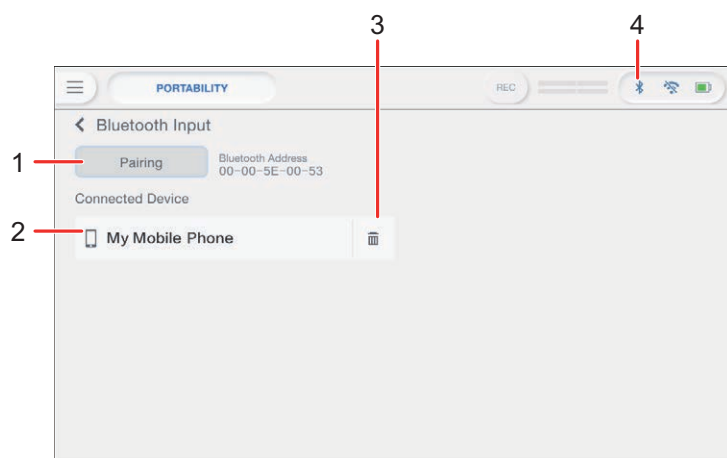 3 4
PORTABILITY REC
Bluetooth Input
1 Pairing Bluetooth Address
00-00-5E-00-53
Connected Device
2 My Mobile Phone